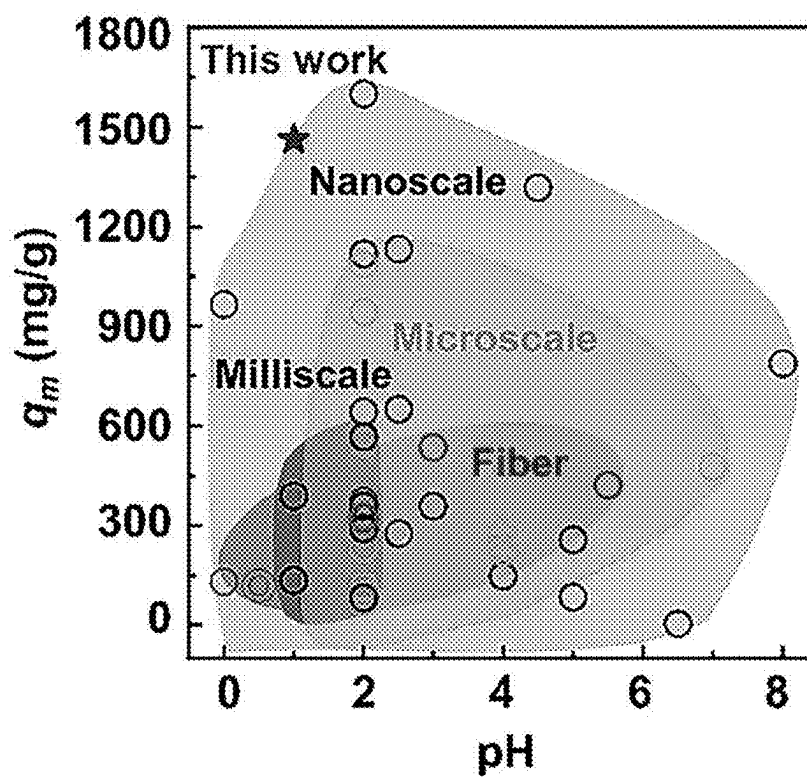 1800
This work
1500
Nanoscale
1200
900
Microscale
Milliscale
600
Fiber
300
0
q_m (mg/g)
0 2 4 6 8
pH